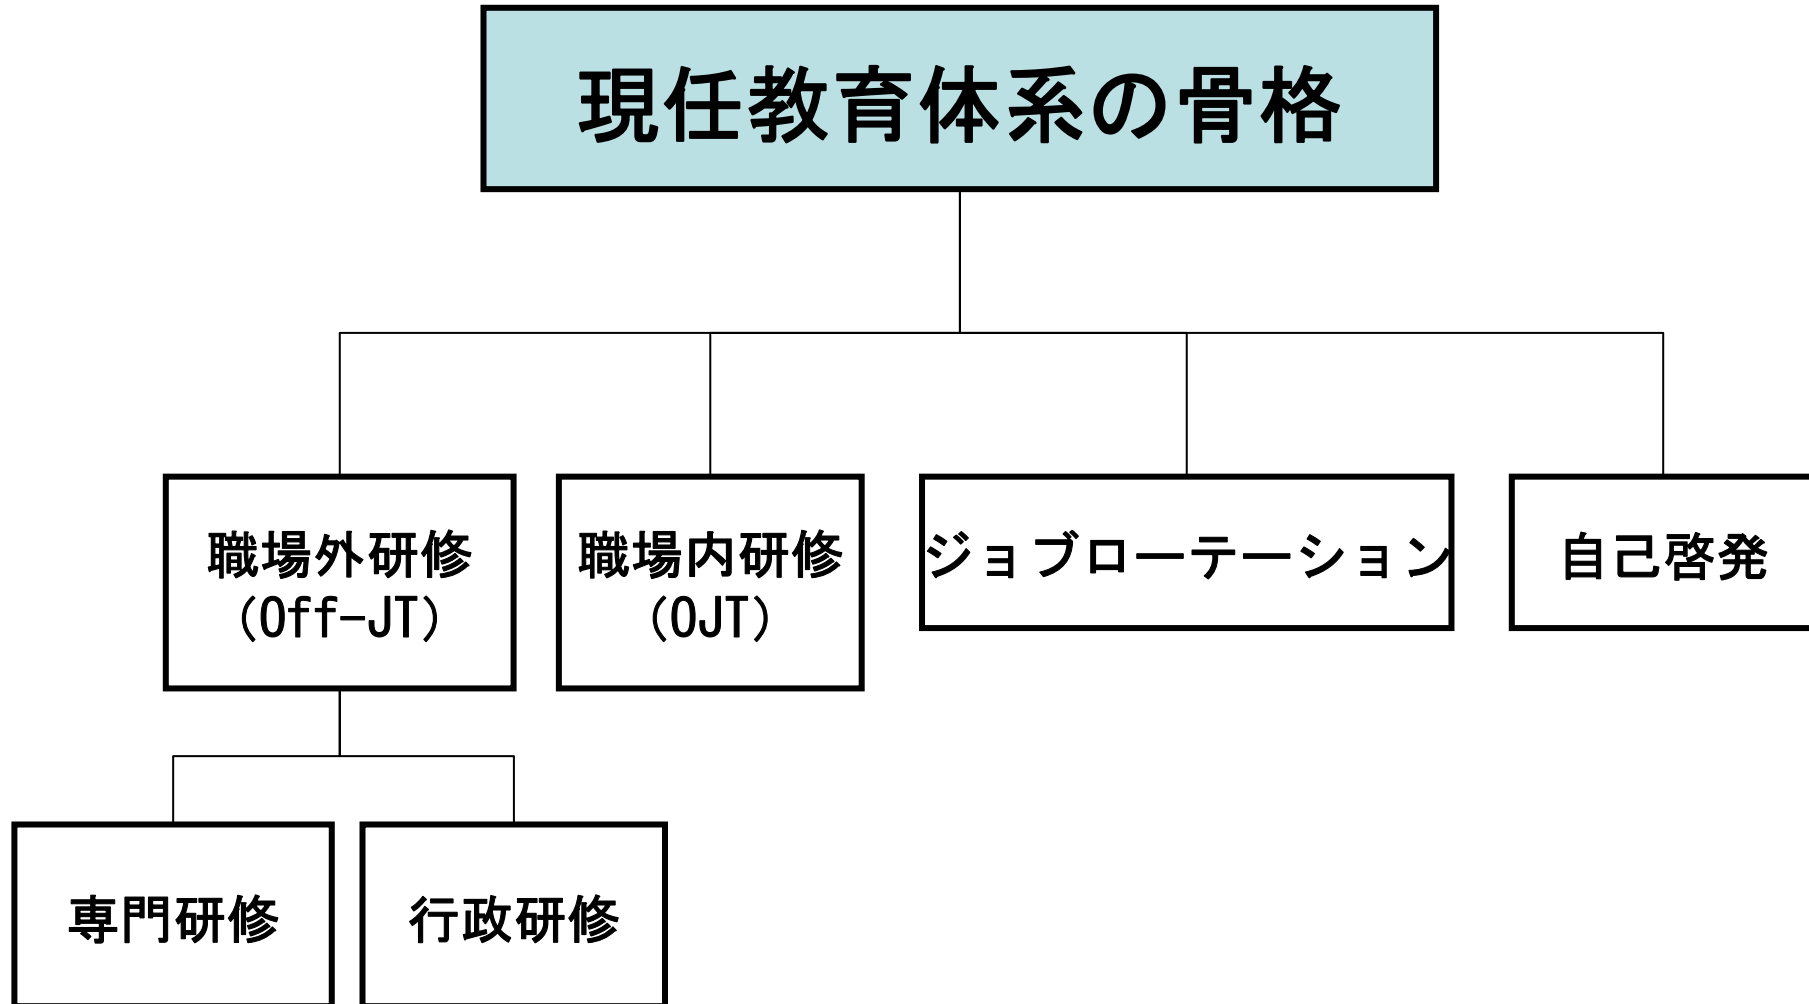 現任教育体系の骨格
職場外研修
(Off-JT)
職場内研修
(OJT)
ジョブローテーション
自己啓発
専門研修
行政研修